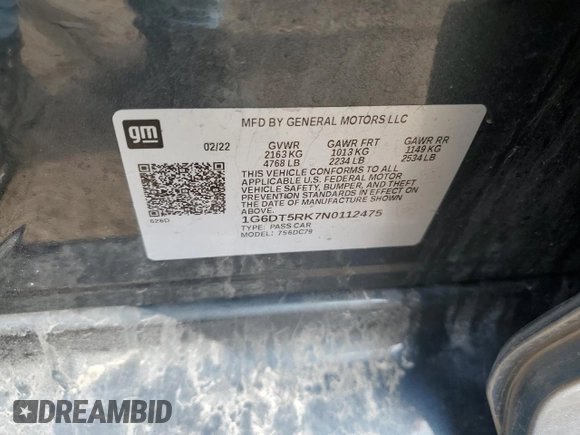 gm
MFD BY GENERAL MOTORS LLC
02/22 GVWR GAWR FRT GAWR RR
2163 KG 1013 KG 1149 KG
4768 LB 2234 LB 2534 LB
THIS VEHICLE CONFORMS TO ALL
APPLICABLE U.S. FEDERAL MOTOR
VEHICLE SAFETY, BUMPER, AND THEFT
PREVENTION STANDARDS IN EFFECT ON
THE DATE OF MANUFACTURE SHOWN
ABOVE.
1G6DT5RK7N0112475
TYPE: PASS CAR
MODEL: 7S6DC79
DREAMBID